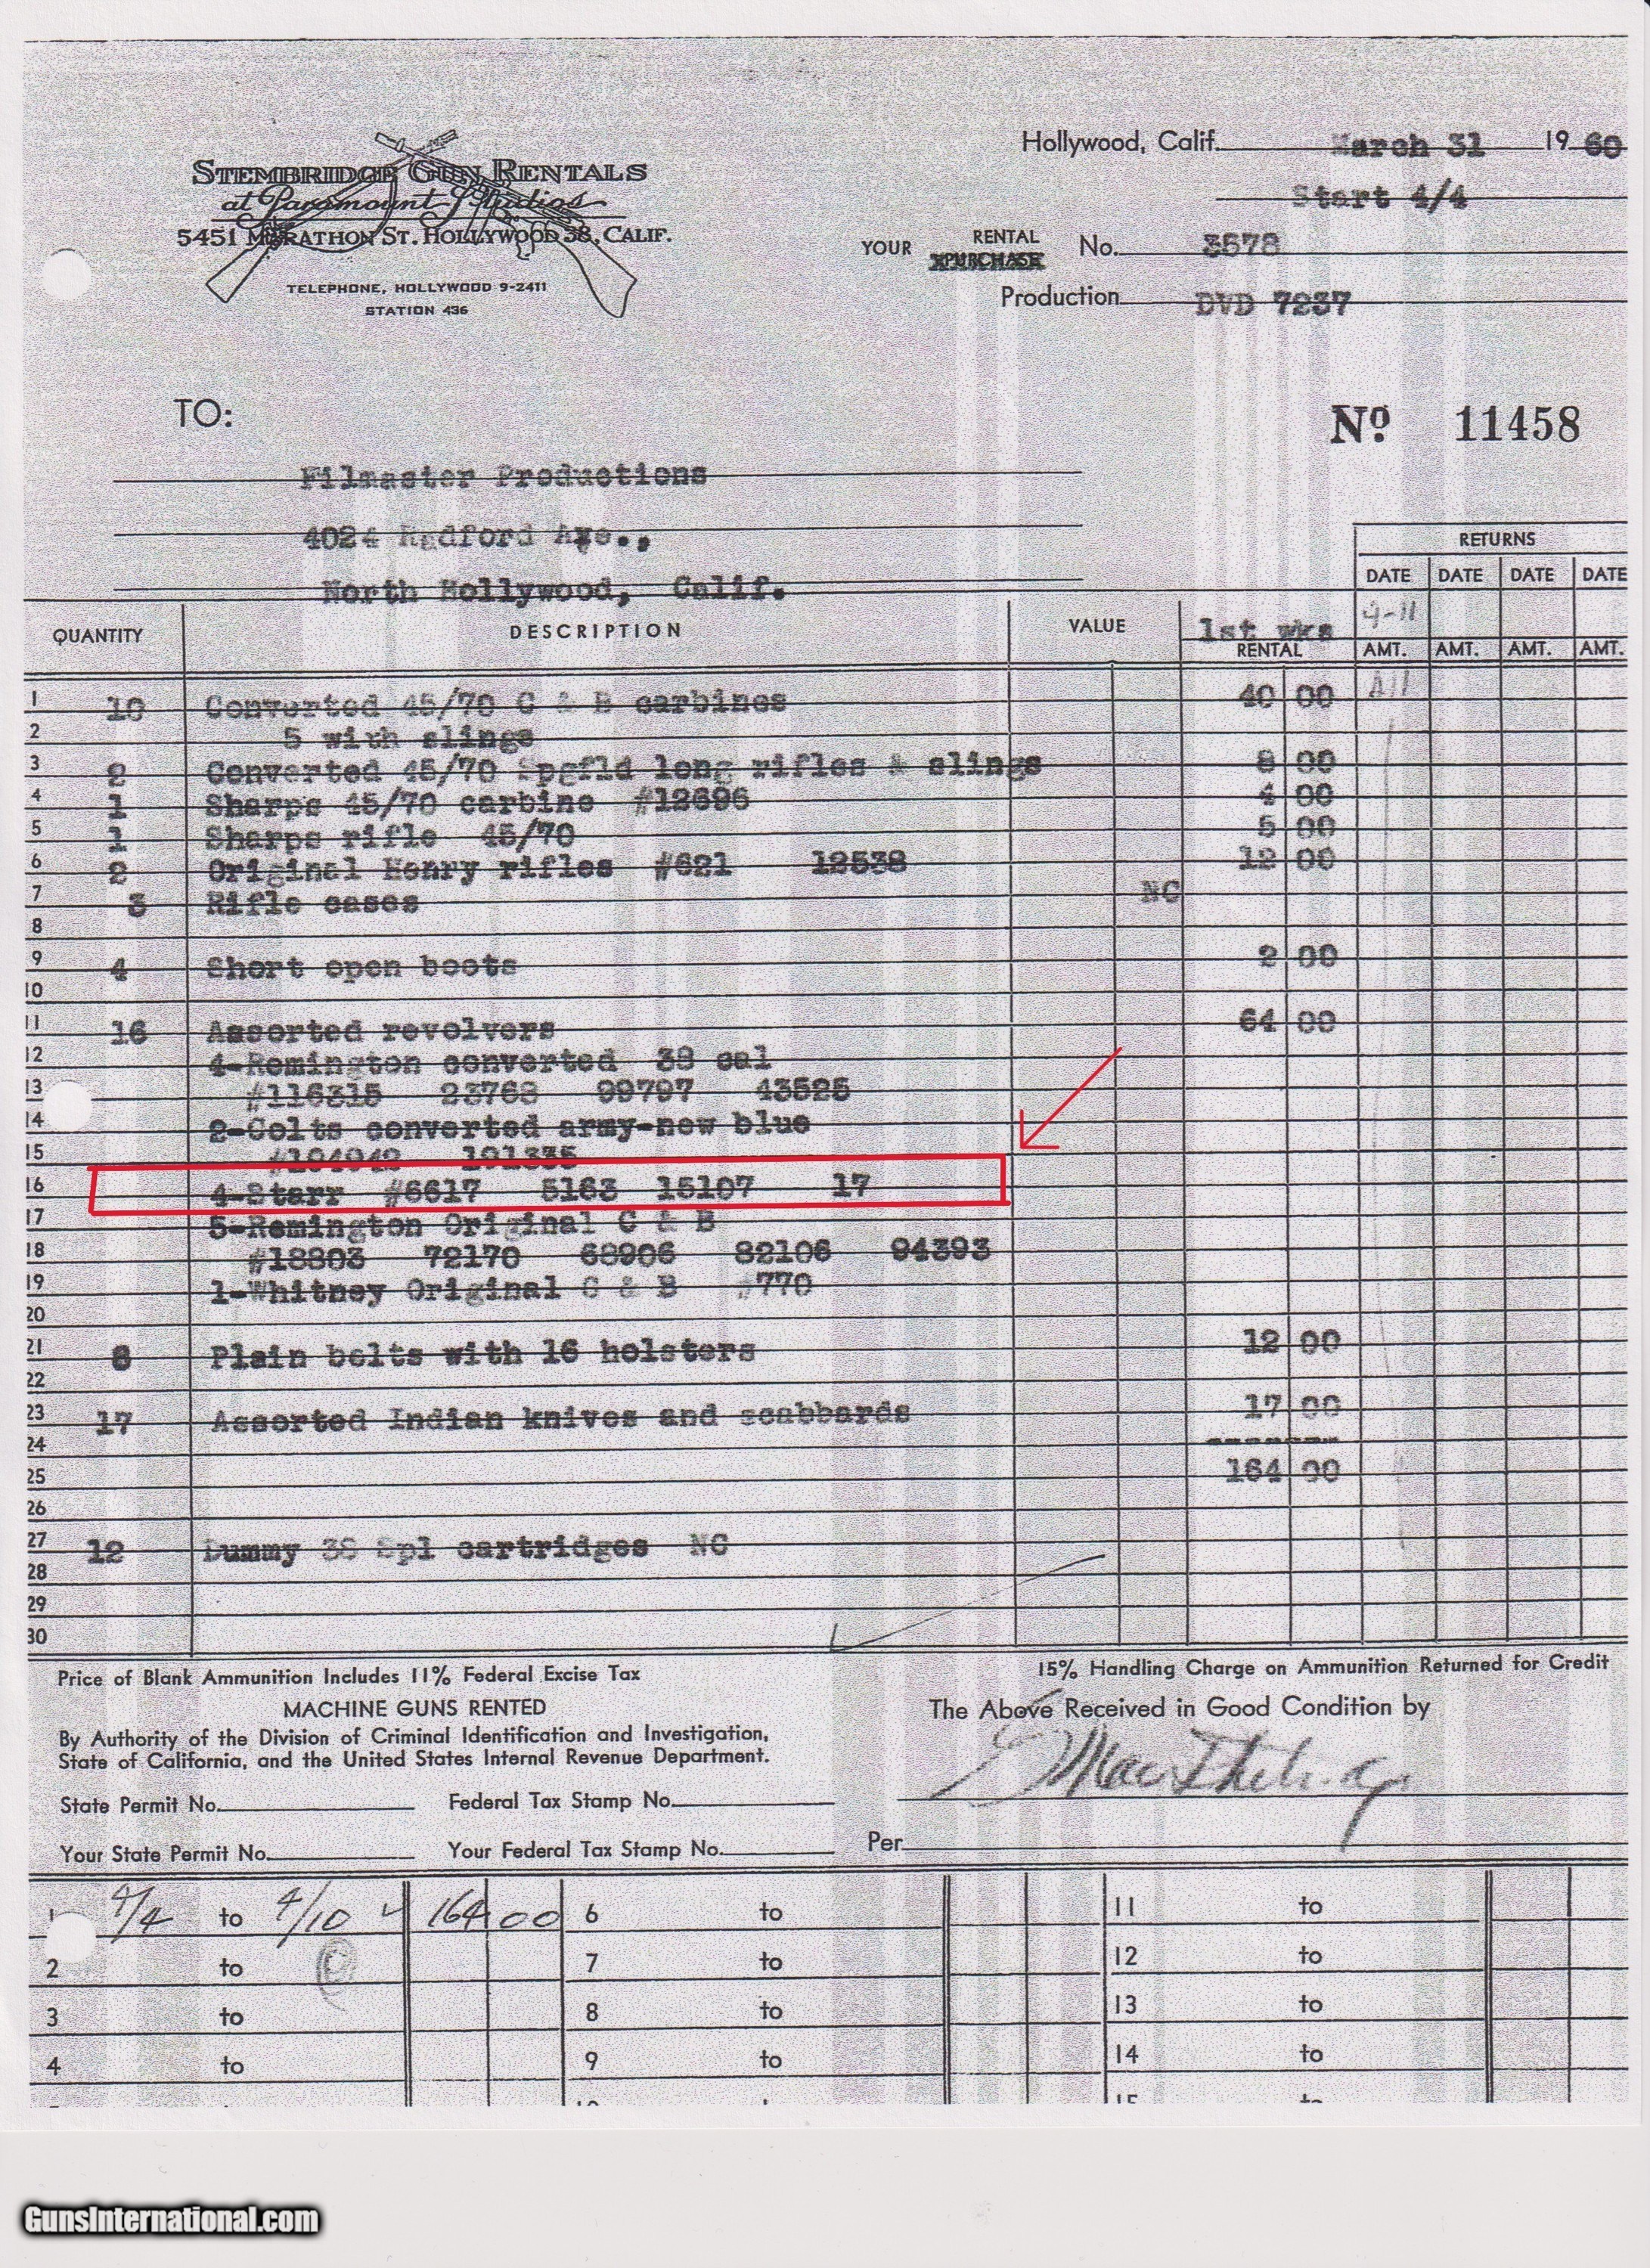 STEMBRIDGE GUN RENTALS
at Paramount Studios
5451 MARATHON ST. HOLLYWOOD 38, CALIF.
TELEPHONE, HOLLYWOOD 9-2411
STATION 436
Hollywood, Calif. March 31 19 60
Start 4/4
YOUR RENTAL PURCHASE No. 3578
Production DVD 7237
TO:
Nº 11458
Filmaster Productions
4024 Radford Ave.,
North Hollywood, Calif.
RETURNS
DATE DATE DATE DATE
4-11
QUANTITY DESCRIPTION VALUE 1st wks RENTAL AMT. AMT. AMT. AMT.
1 10 Converted 45/70 C & B carbines 40 00 All
2 5 with slings
3 2 Converted 45/70 Spgfld long rifles & slings 8 00
4 1 Sharps 45/70 carbine #12696 4 00
5 1 Sharps rifle 45/70 5 00
6 2 Original Henry rifles #621 12538 12 00
7 3 Rifle cases NC
8
9 4 Short open boots 2 00
10
11 16 Assorted revolvers 64 00
12 4-Remington converted 38 cal
13 #116315 23768 99797 43525
14 2-Colts converted army-new blue
15 #194942 191335
16 4-Starr #6617 5163 15107 17
17 5-Remington Original C & B
18 #18803 72170 68906 82106 94393
19 1-Whitney Original C & B #770
20
21 8 Plain belts with 16 holsters 12 00
22
23 17 Assorted Indian knives and scabbards 17 00
24
25 164 00
26
27 12 Dummy 38 Spl cartridges NC
28
29
30
Price of Blank Ammunition Includes 11% Federal Excise Tax
15% Handling Charge on Ammunition Returned for Credit
MACHINE GUNS RENTED
The Above Received in Good Condition by
By Authority of the Division of Criminal Identification and Investigation,
State of California, and the United States Internal Revenue Department.
State Permit No. Federal Tax Stamp No.
Your State Permit No. Your Federal Tax Stamp No. Per
1 4/4 to 4/10 164 00 6 to 11 to
2 to 7 to 12 to
3 to 8 to 13 to
4 to 9 to 14 to
GunsInternational.com